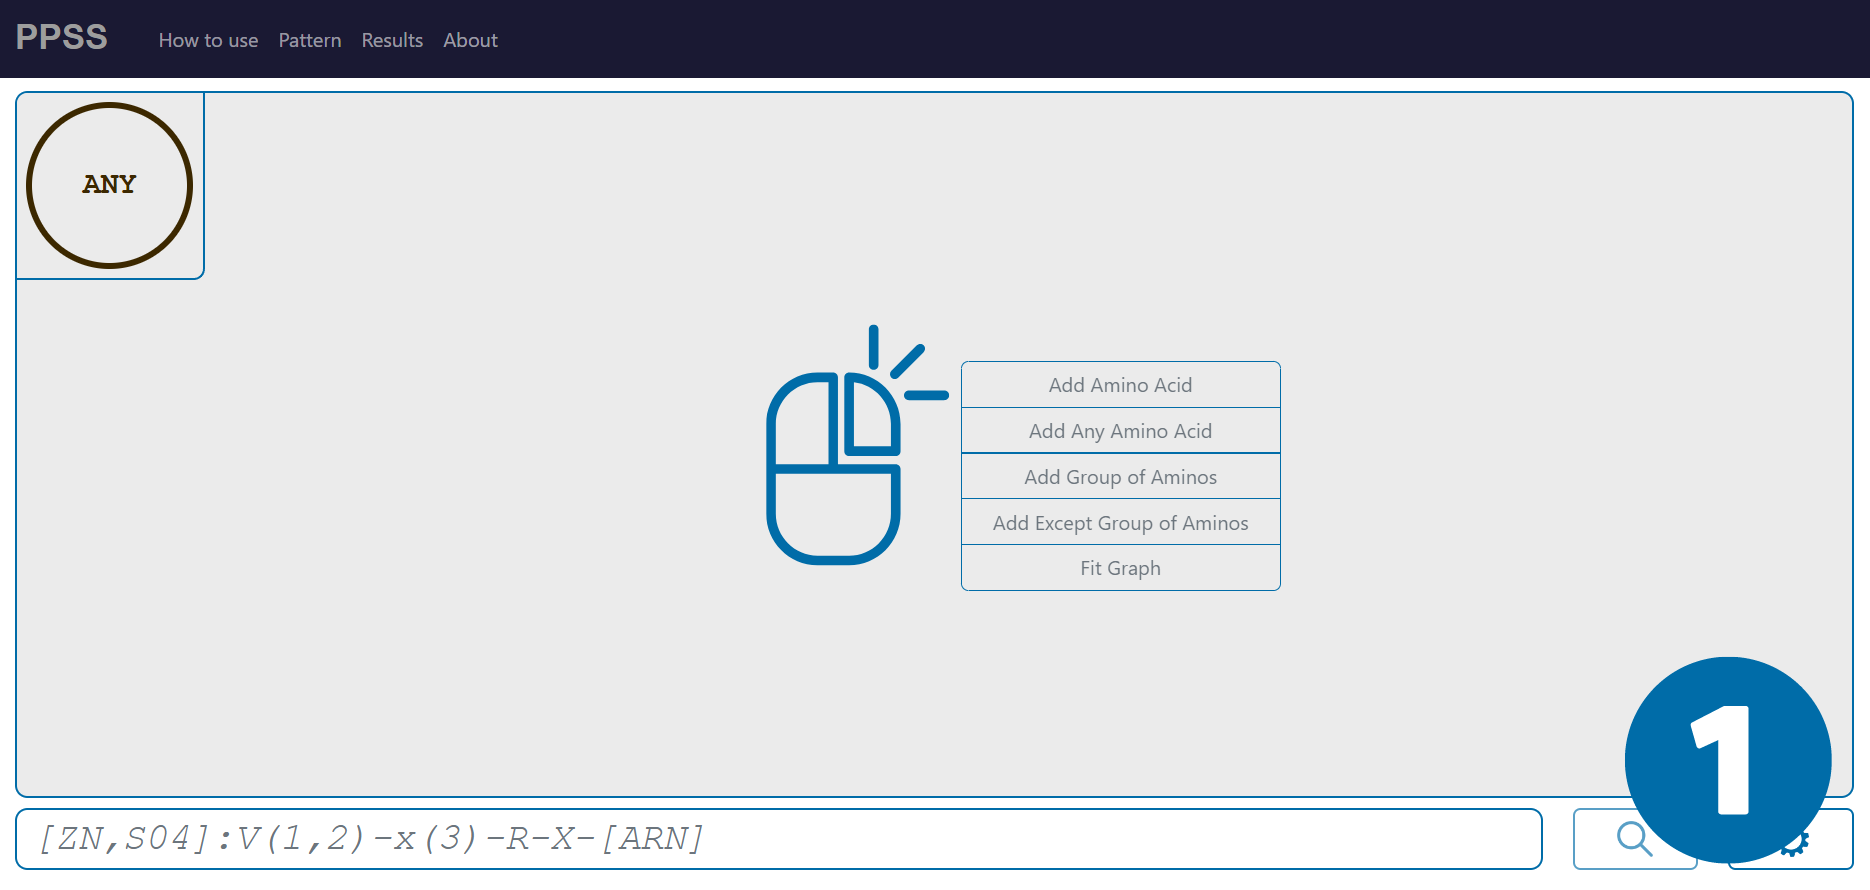 PPSS How to use Pattern Results About
ANY
Add Amino Acid
Add Any Amino Acid
Add Group of Aminos
Add Except Group of Aminos
Fit Graph
1
[ZN,S04]:V(1,2)-x(3)-R-X-[ARN]